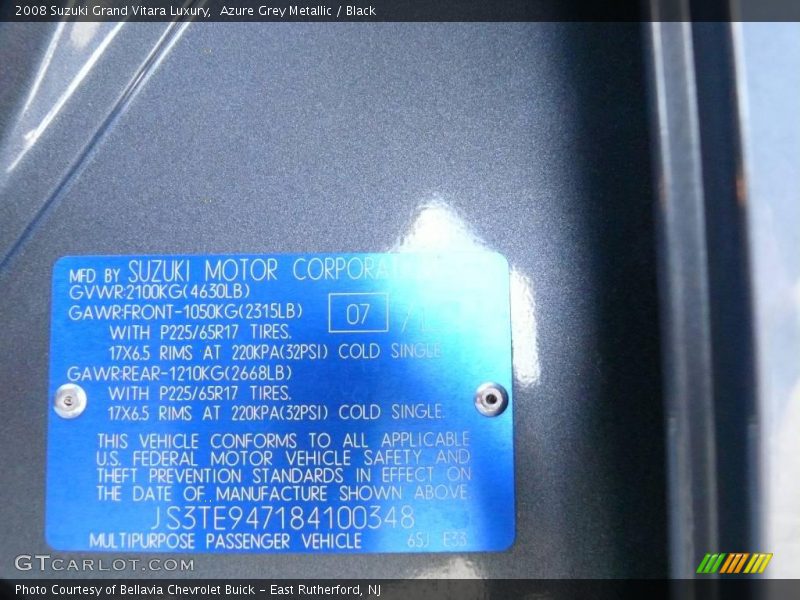 2008 Suzuki Grand Vitara Luxury, Azure Grey Metallic / Black
MFD BY SUZUKI MOTOR CORPORATION
GVWR:2100KG(4630LB)
GAWR:FRONT-1050KG(2315LB) 07
WITH P225/65R17 TIRES.
17X6.5 RIMS AT 220KPA(32PSI) COLD SINGLE
GAWR:REAR-1210KG(2668LB)
WITH P225/65R17 TIRES.
17X6.5 RIMS AT 220KPA(32PSI) COLD SINGLE.
THIS VEHICLE CONFORMS TO ALL APPLICABLE
U.S. FEDERAL MOTOR VEHICLE SAFETY AND
THEFT PREVENTION STANDARDS IN EFFECT ON
THE DATE OF MANUFACTURE SHOWN ABOVE.
JS3TE947184100348
MULTIPURPOSE PASSENGER VEHICLE 6SJ E33
GTCARLOT.COM
Photo Courtesy of Bellavia Chevrolet Buick - East Rutherford, NJ